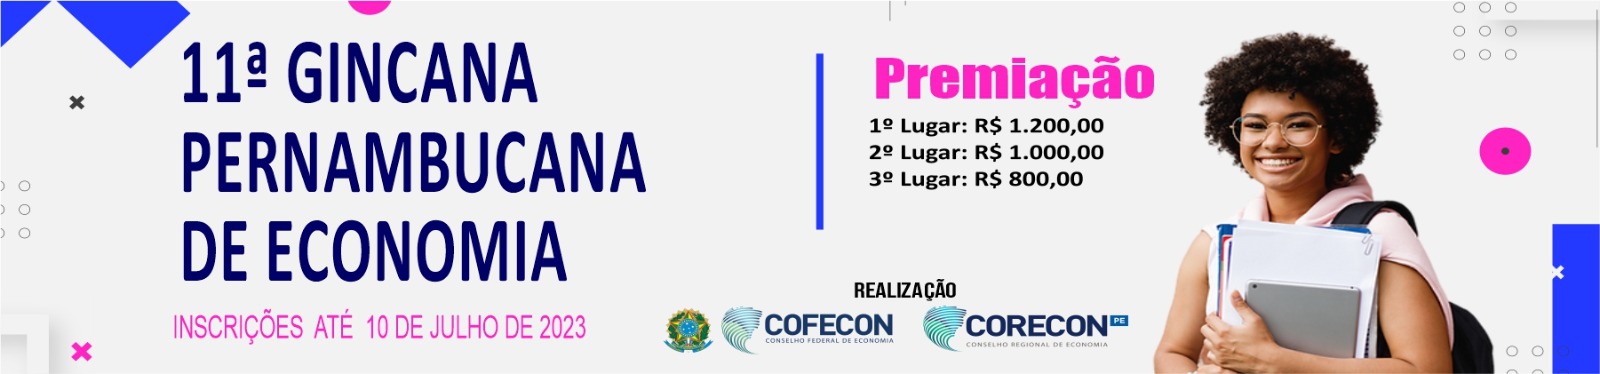 11ª GINCANA
PERNAMBUCANA
DE ECONOMIA
INSCRIÇÕES ATÉ 10 DE JULHO DE 2023
Premiação
1º Lugar: R$ 1.200,00
2º Lugar: R$ 1.000,00
3º Lugar: R$ 800,00
REALIZAÇÃO
COFECON
CONSELHO FEDERAL DE ECONOMIA
CORECON PE
CONSELHO REGIONAL DE ECONOMIA